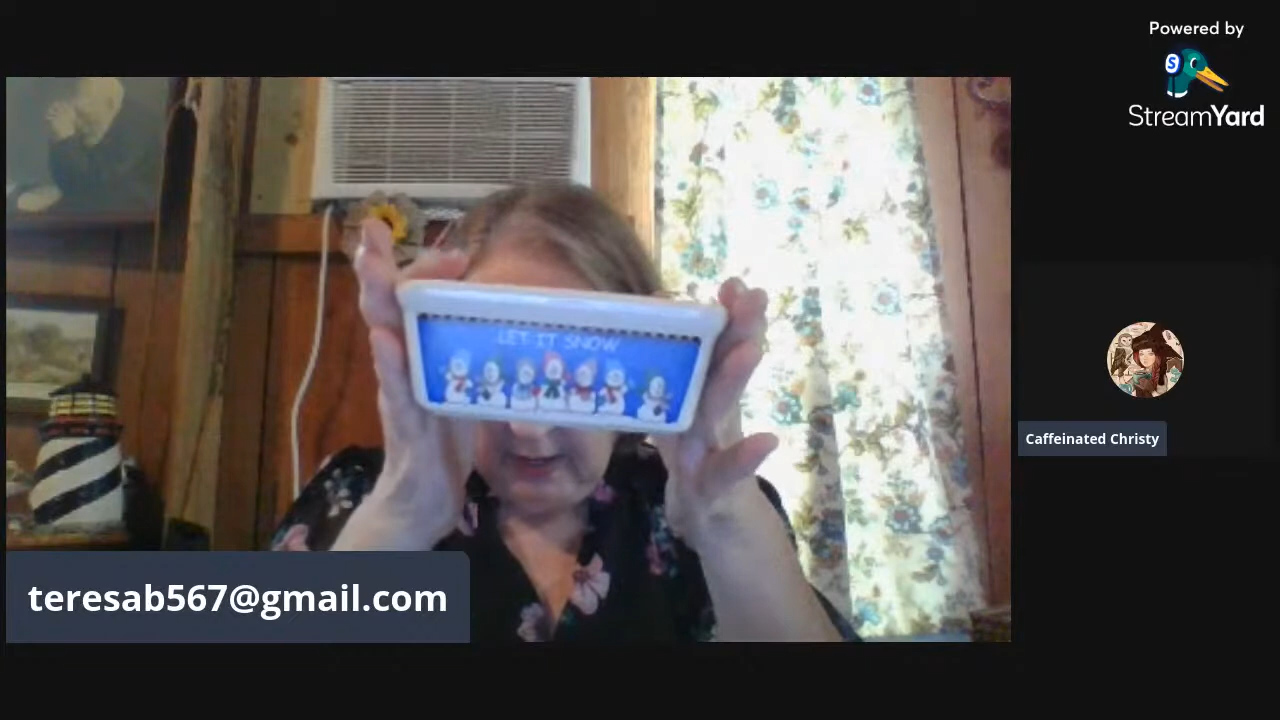 Powered by
StreamYard
LET IT SNOW
Caffeinated Christy
teresab567@gmail.com